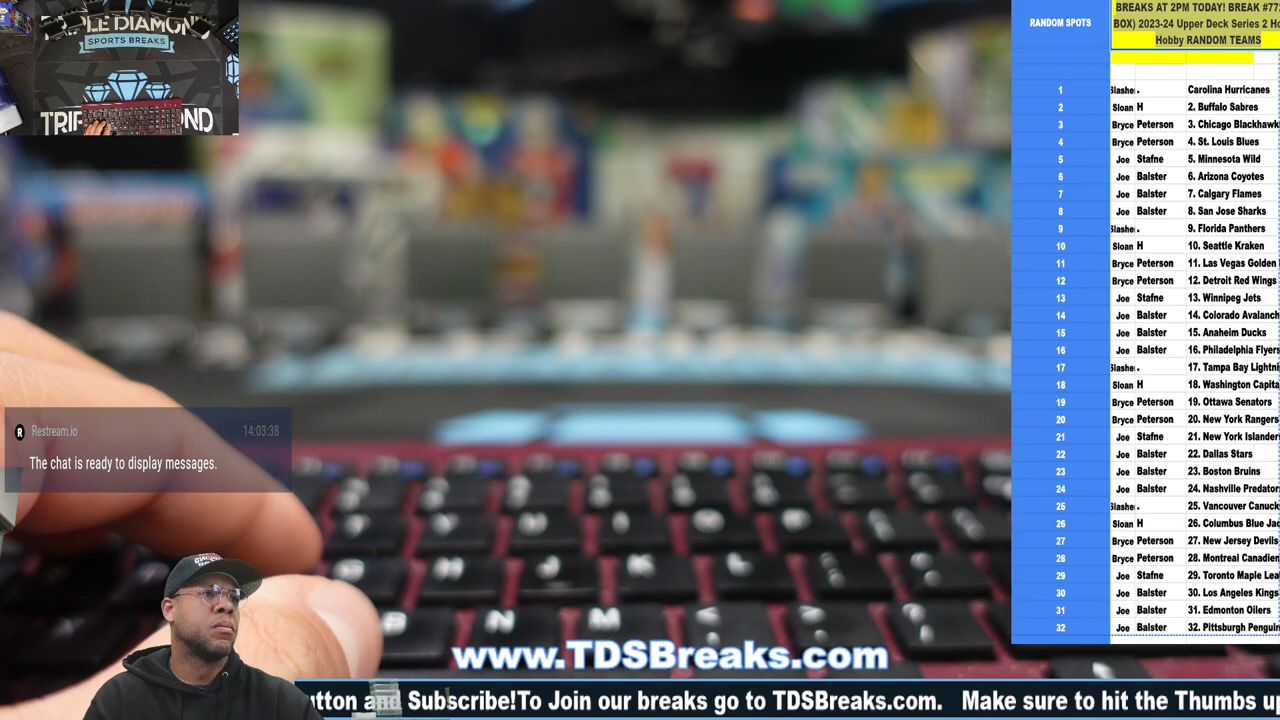 TRIPLE DIAMOND
SPORTS BREAKS
RANDOM SPOTS
BREAKS AT 2PM TODAY! BREAK #77
BOX) 2023-24 Upper Deck Series 2 Ho
Hobby RANDOM TEAMS
1 Slasher . Carolina Hurricanes
2 Sloan H 2. Buffalo Sabres
3 Bryce Peterson 3. Chicago Blackhawk
4 Bryce Peterson 4. St. Louis Blues
5 Joe Stafne 5. Minnesota Wild
6 Joe Balster 6. Arizona Coyotes
7 Joe Balster 7. Calgary Flames
8 Joe Balster 8. San Jose Sharks
9 Slasher . 9. Florida Panthers
10 Sloan H 10. Seattle Kraken
11 Bryce Peterson 11. Las Vegas Golden
12 Bryce Peterson 12. Detroit Red Wings
13 Joe Stafne 13. Winnipeg Jets
14 Joe Balster 14. Colorado Avalanch
15 Joe Balster 15. Anaheim Ducks
16 Joe Balster 16. Philadelphia Flyers
17 Slasher . 17. Tampa Bay Lightni
18 Sloan H 18. Washington Capita
19 Bryce Peterson 19. Ottawa Senators
20 Bryce Peterson 20. New York Rangers
21 Joe Stafne 21. New York Islander
22 Joe Balster 22. Dallas Stars
23 Joe Balster 23. Boston Bruins
24 Joe Balster 24. Nashville Predator
25 Slasher . 25. Vancouver Canuck
26 Sloan H 26. Columbus Blue Ja
27 Bryce Peterson 27. New Jersey Devils
28 Bryce Peterson 28. Montreal Canadien
29 Joe Stafne 29. Toronto Maple Lea
30 Joe Balster 30. Los Angeles Kings
31 Joe Balster 31. Edmonton Oilers
32 Joe Balster 32. Pittsburgh Penguin
Restream.io 14:03:38
The chat is ready to display messages.
www.TDSBreaks.com
utton and Subscribe!To Join our breaks go to TDSBreaks.com. Make sure to hit the Thumbs up